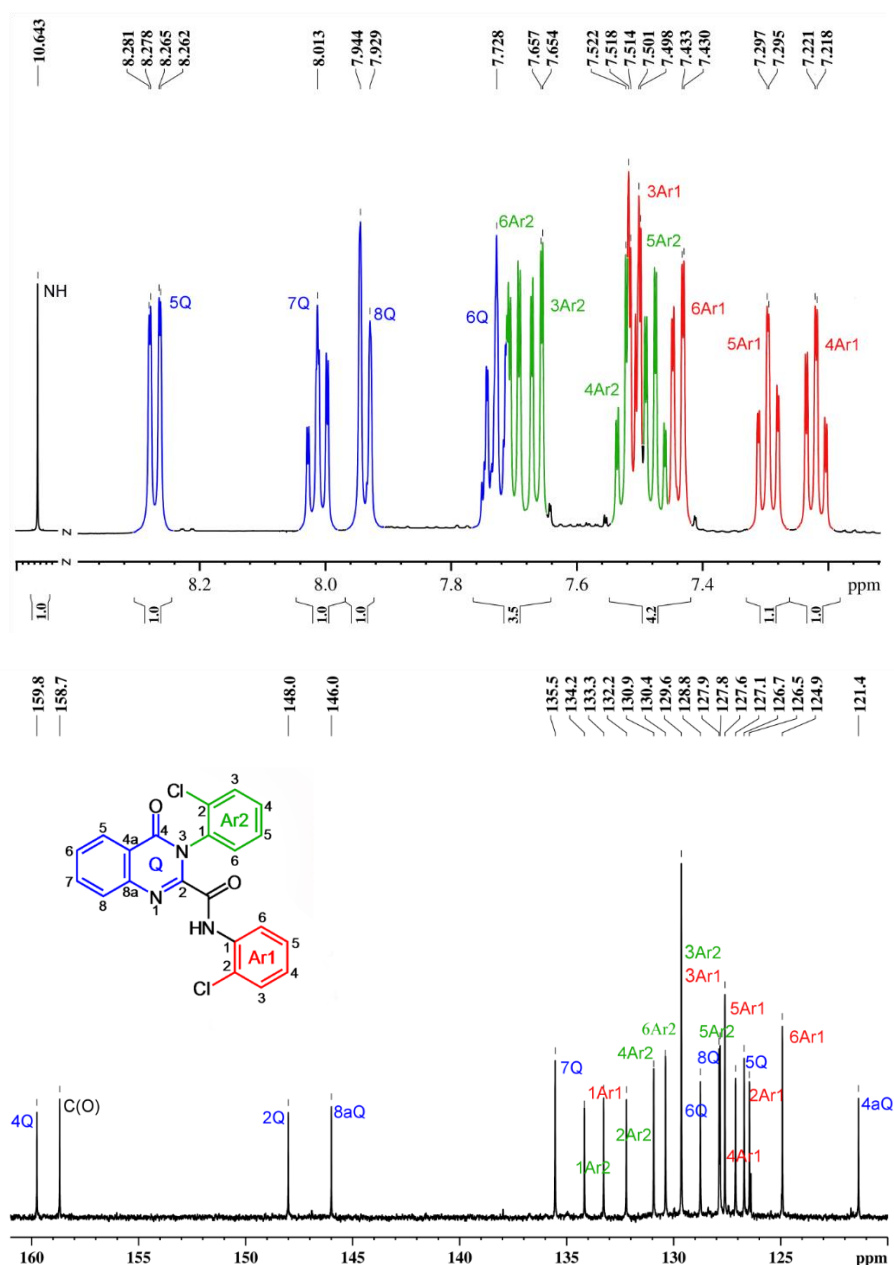 10.643
8.281
8.278
8.265
8.262
8.013
7.944
7.929
7.728
7.657
7.654
7.522
7.518
7.514
7.501
7.498
7.433
7.430
7.297
7.295
7.221
7.218
3Ar1
6Ar2
5Ar2
NH
5Q
7Q
8Q
6Q
3Ar2
4Ar2
6Ar1
5Ar1
4Ar1
8.2
8.0
7.8
7.6
7.4
ppm
1.0
1.0
1.0
1.0
3.5
4.2
1.1
1.0
159.8
158.7
148.0
146.0
135.5
134.2
133.3
132.2
130.9
130.4
129.6
128.8
127.9
127.8
127.6
127.1
126.7
126.5
124.9
121.4
Cl
3
2
4
Ar2
O
5
1
5
4
3
6
4a
6
Q
7
2
O
8a
8
N
N
1
HN
6
1
5
Ar1
2
4
Cl
3
3Ar2
3Ar1
5Ar1
6Ar2
5Ar2
6Ar1
4Ar2
7Q
8Q
5Q
1Ar1
2Ar1
C(O)
4Q
2Q
8aQ
6Q
4aQ
2Ar2
4Ar1
1Ar2
160
155
150
145
140
135
130
125
ppm